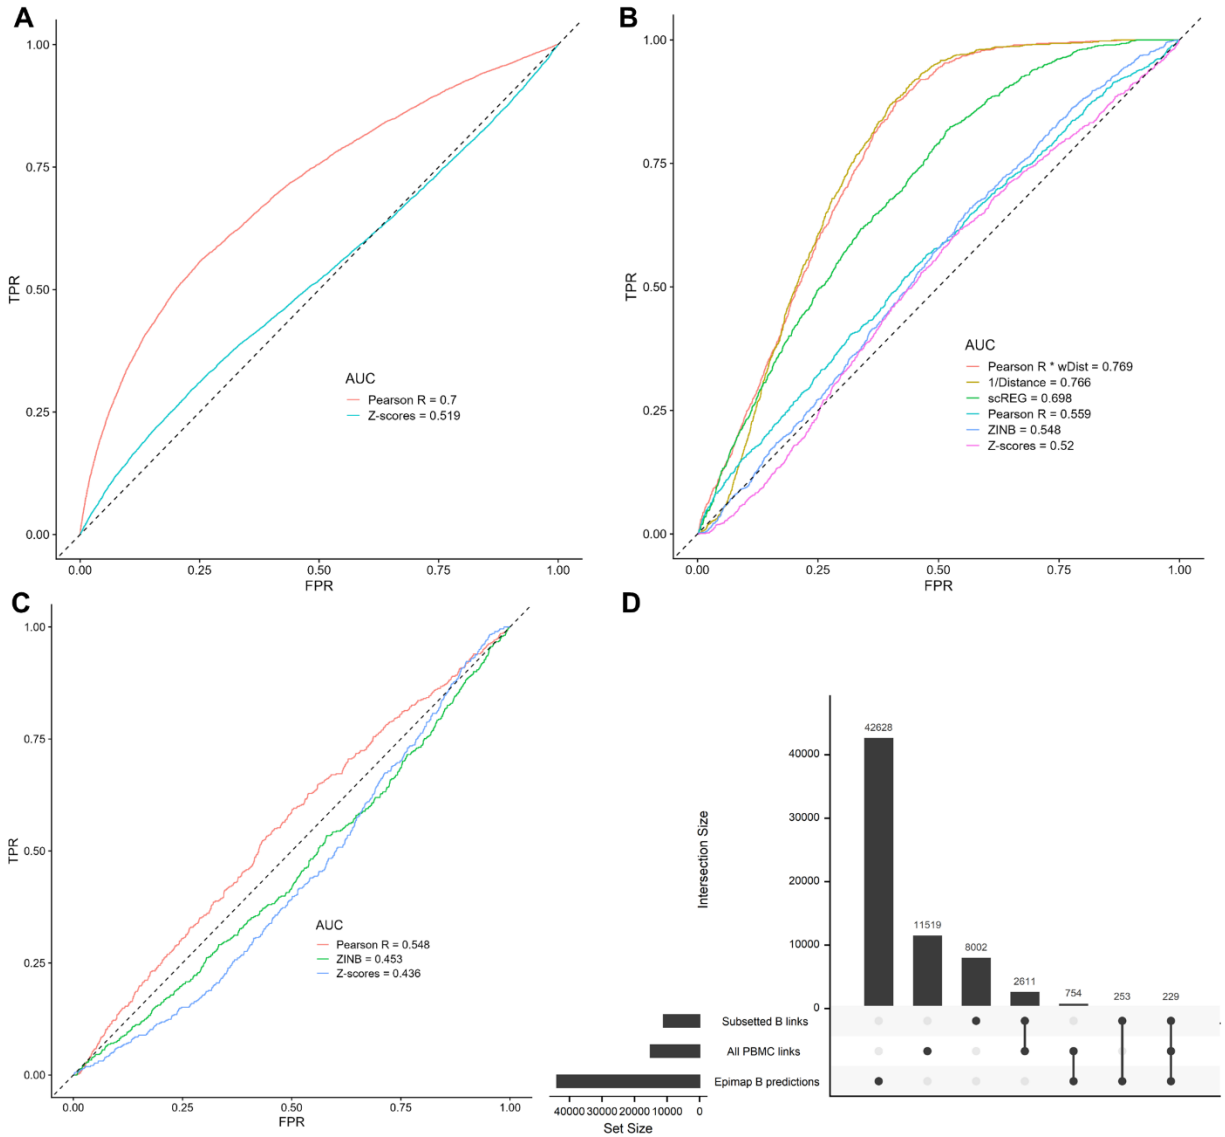 A
1.00
0.75
0.50
0.25
0.00
TPR
0.00 0.25 0.50 0.75 1.00
FPR
AUC
Pearson R = 0.7
Z-scores = 0.519
B
1.00
0.75
0.50
0.25
0.00
TPR
0.00 0.25 0.50 0.75 1.00
FPR
AUC
Pearson R * wDist = 0.769
1/Distance = 0.766
scREG = 0.698
Pearson R = 0.559
ZINB = 0.548
Z-scores = 0.52
C
1.00
0.75
0.50
0.25
0.00
TPR
0.00 0.25 0.50 0.75 1.00
FPR
AUC
Pearson R = 0.548
ZINB = 0.453
Z-scores = 0.436
D
Intersection Size
40000
30000
20000
10000
0
42628
11519
8002
2611
754
253
229
Subsetted B links
All PBMC links
Epimap B predictions
40000 30000 20000 10000 0
Set Size